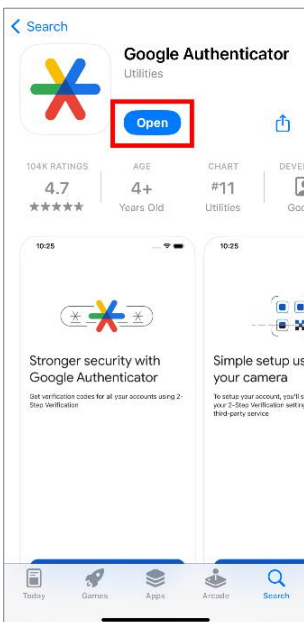 Search
Google Authenticator
Utilities
Open
104K RATINGS
4.7
Years Old
AGE
4+
CHART
#11
Utilities
10:25
Stronger security with
Google Authenticator
Get verification codes for all your accounts using 2-
Step Verification
10:25
Simple setup us
your camera
To setup your account, you'll s
your 2-Step Verification setting
third-party service
Today
Games
Apps
Arcade
Search